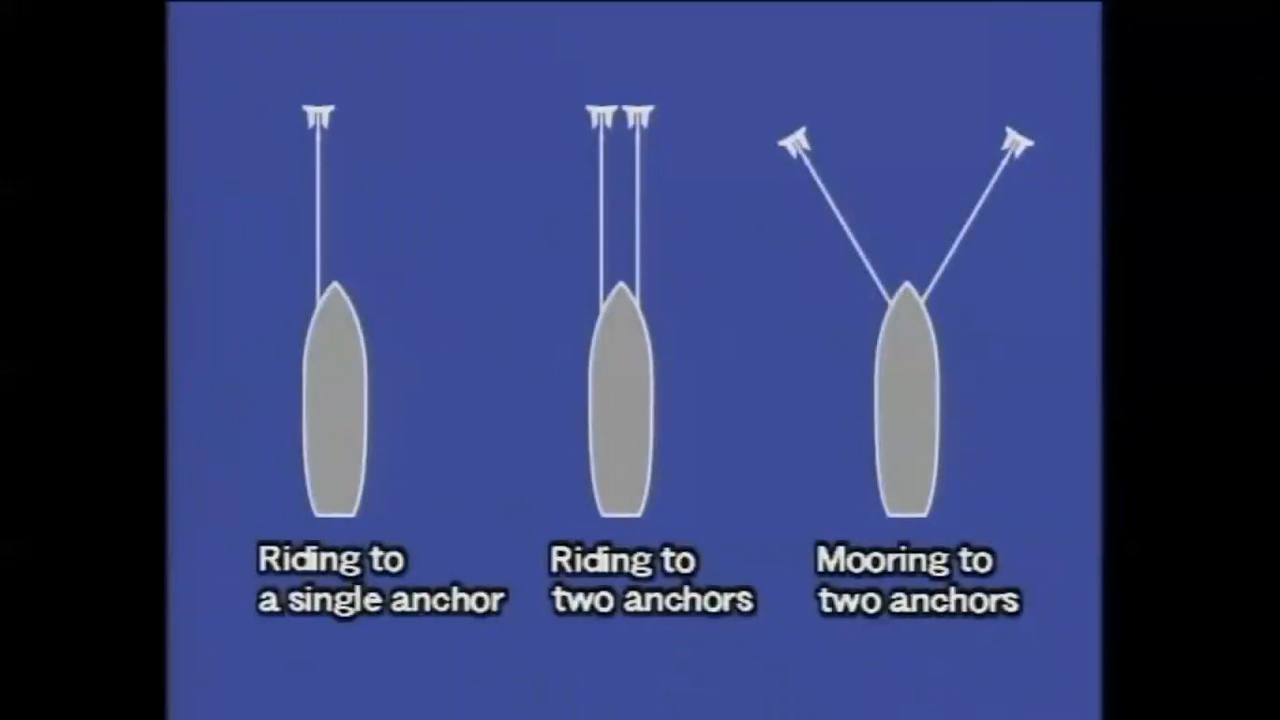 Riding to
a single anchor
Riding to
two anchors
Mooring to
two anchors